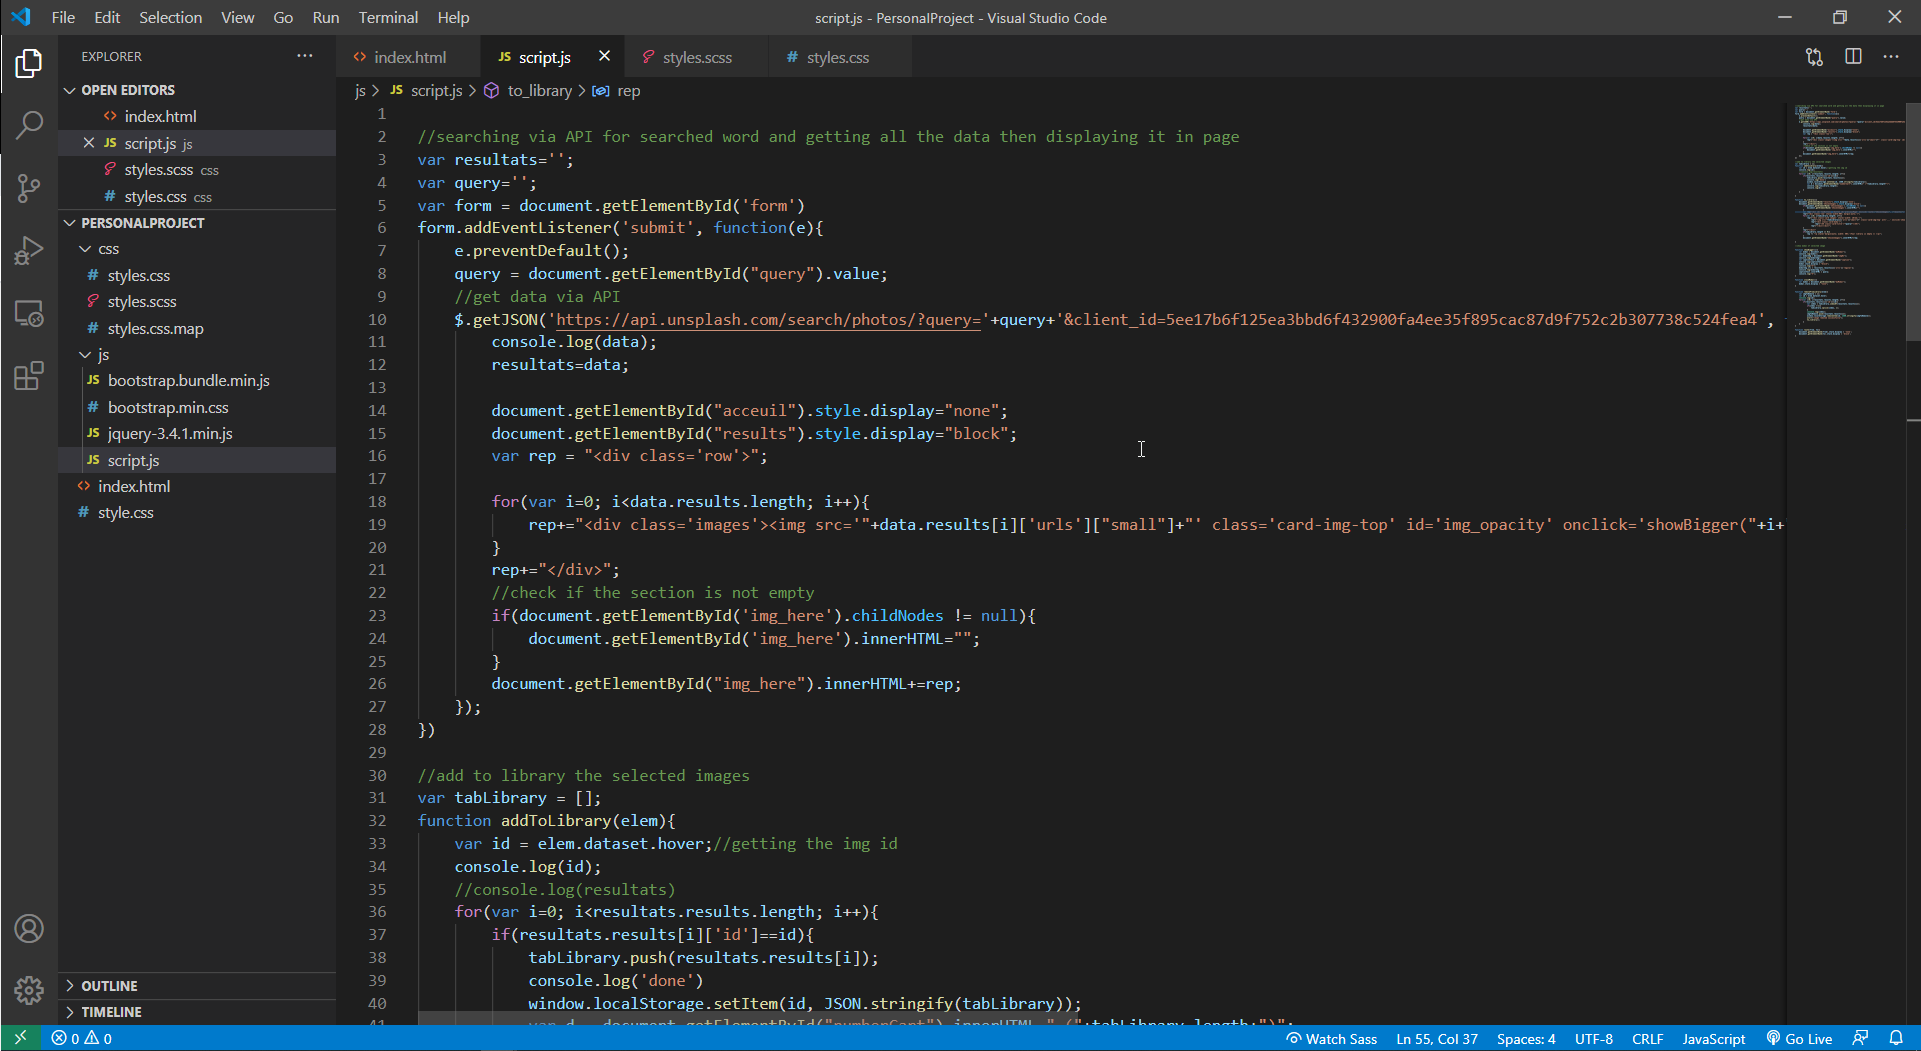 File Edit Selection View Go Run Terminal Help
script.js - PersonalProject - Visual Studio Code
EXPLORER
OPEN EDITORS
index.html
JS script.js js
styles.scss css
# styles.css css
PERSONALPROJECT
css
# styles.css
styles.scss
# styles.css.map
js
JS bootstrap.bundle.min.js
# bootstrap.min.css
JS jquery-3.4.1.min.js
JS script.js
index.html
# style.css
OUTLINE
TIMELINE
index.html
JS script.js
styles.scss
# styles.css
js > JS script.js > to_library > rep
1
2 //searching via API for searched word and getting all the data then displaying it in page
3 var resultats='';
4 var query='';
5 var form = document.getElementById('form')
6 form.addEventListener('submit', function(e){
7 e.preventDefault();
8 query = document.getElementById("query").value;
9 //get data via API
10 $.getJSON('https://api.unsplash.com/search/photos/?query='+query+'&client_id=5ee17b6f125ea3bbd6f432900fa4ee35f895cac87d9f752c2b307738c524fea4',
11 console.log(data);
12 resultats=data;
13
14 document.getElementById("acceuil").style.display="none";
15 document.getElementById("results").style.display="block";
16 var rep = "<div class='row'>";
17
18 for(var i=0; i<data.results.length; i++){
19 rep+="<div class='images'><img src='"+data.results[i]['urls']["small"]+"' class='card-img-top' id='img_opacity' onclick='showBigger("+i+
20 }
21 rep+="</div>";
22 //check if the section is not empty
23 if(document.getElementById('img_here').childNodes != null){
24 document.getElementById('img_here').innerHTML="";
25 }
26 document.getElementById("img_here").innerHTML+=rep;
27 });
28 })
29
30 //add to library the selected images
31 var tabLibrary = [];
32 function addToLibrary(elem){
33 var id = elem.dataset.hover;//getting the img id
34 console.log(id);
35 //console.log(resultats)
36 for(var i=0; i<resultats.results.length; i++){
37 if(resultats.results[i]['id']==id){
38 tabLibrary.push(resultats.results[i]);
39 console.log('done')
40 window.localStorage.setItem(id, JSON.stringify(tabLibrary));
0 0
Watch Sass Ln 55, Col 37 Spaces: 4 UTF-8 CRLF JavaScript Go Live